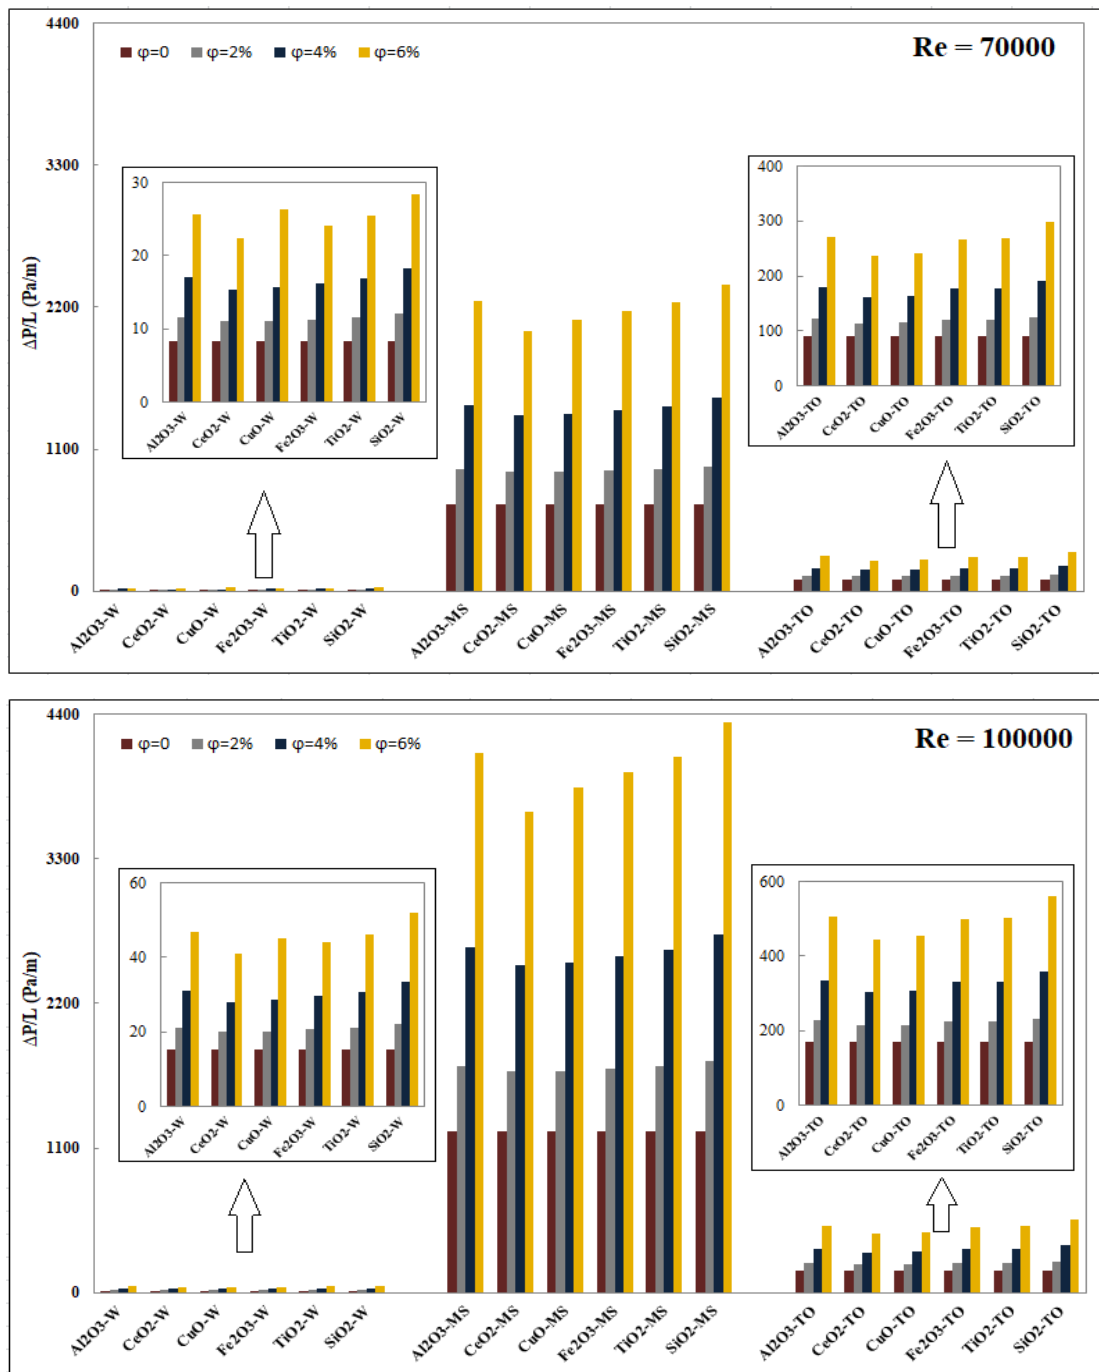 4400
φ=0 φ=2% φ=4% φ=6%
Re = 70000
3300
2200
1100
0
ΔP/L (Pa/m)
30
20
10
0
Al2O3-W CeO2-W CuO-W Fe2O3-W TiO2-W SiO2-W
400
300
200
100
0
Al2O3-TO CeO2-TO CuO-TO Fe2O3-TO TiO2-TO SiO2-TO
Al2O3-W CeO2-W CuO-W Fe2O3-W TiO2-W SiO2-W Al2O3-MS CeO2-MS CuO-MS Fe2O3-MS TiO2-MS SiO2-MS Al2O3-TO CeO2-TO CuO-TO Fe2O3-TO TiO2-TO SiO2-TO
4400
φ=0 φ=2% φ=4% φ=6%
Re = 100000
3300
2200
1100
0
ΔP/L (Pa/m)
60
40
20
0
Al2O3-W CeO2-W CuO-W Fe2O3-W TiO2-W SiO2-W
600
400
200
0
Al2O3-TO CeO2-TO CuO-TO Fe2O3-TO TiO2-TO SiO2-TO
Al2O3-W CeO2-W CuO-W Fe2O3-W TiO2-W SiO2-W Al2O3-MS CeO2-MS CuO-MS Fe2O3-MS TiO2-MS SiO2-MS Al2O3-TO CeO2-TO CuO-TO Fe2O3-TO TiO2-TO SiO2-TO